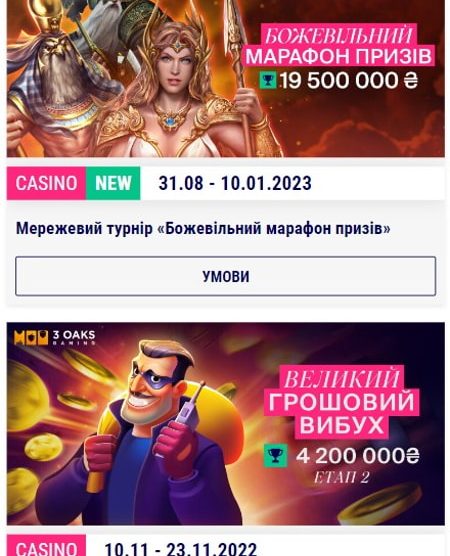 БОЖЕВІЛЬНИЙ
МАРАФОН ПРИЗІВ
19 500 000 ₴
CASINO NEW 31.08 - 10.01.2023
Мережевий турнір «Божевільний марафон призів»
УМОВИ
3 OAKS
GAMING
ВЕЛИКИЙ
ГРОШОВИЙ
ВИБУХ
4 200 000₴
ЕТАП 2
CASINO 10.11 - 23.11.2022